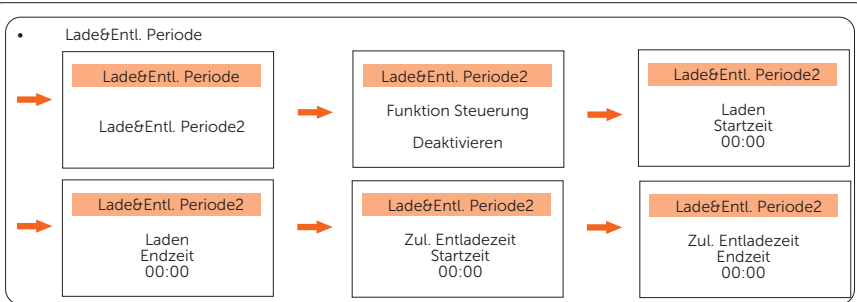 • Lade&Entl. Periode
Lade&Entl. Periode
Lade&Entl. Periode2
Lade&Entl. Periode2
Funktion Steuerung
Deaktivieren
Lade&Entl. Periode2
Laden
Startzeit
00:00
Lade&Entl. Periode2
Laden
Endzeit
00:00
Lade&Entl. Periode2
Zul. Entladezeit
Startzeit
00:00
Lade&Entl. Periode2
Zul. Entladezeit
Endzeit
00:00